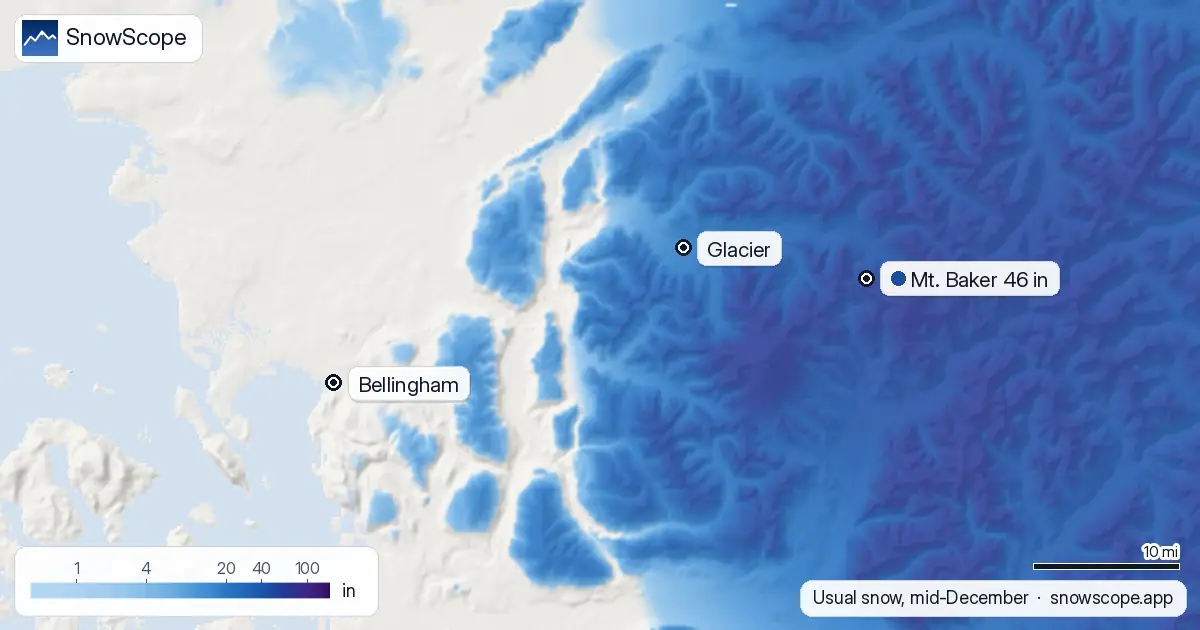 SnowScope
Glacier
Mt. Baker 46 in
Bellingham
10 mi
1 4 20 40 100
in
Usual snow, mid-December · snowscope.app